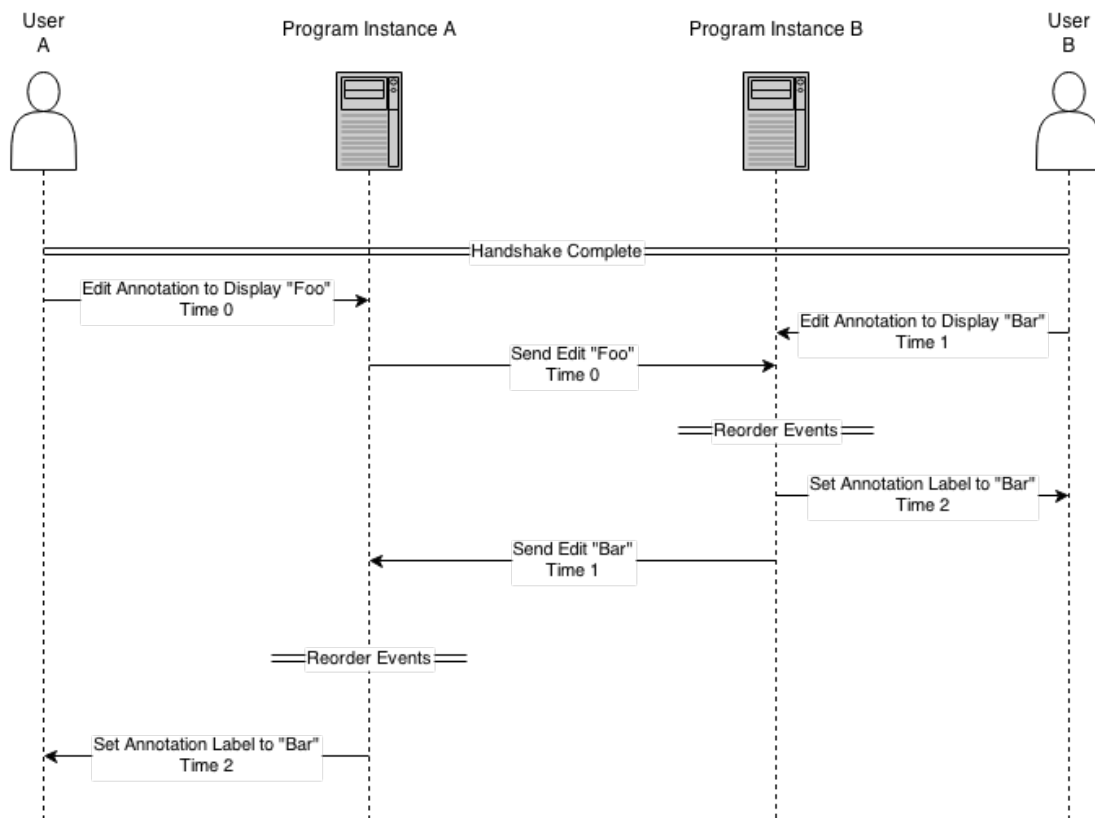 User
A
Program Instance A
Program Instance B
User
B
Handshake Complete
Edit Annotation to Display "Foo"
Time 0
Edit Annotation to Display "Bar"
Time 1
Send Edit "Foo"
Time 0
Reorder Events
Set Annotation Label to "Bar"
Time 2
Send Edit "Bar"
Time 1
Reorder Events
Set Annotation Label to "Bar"
Time 2